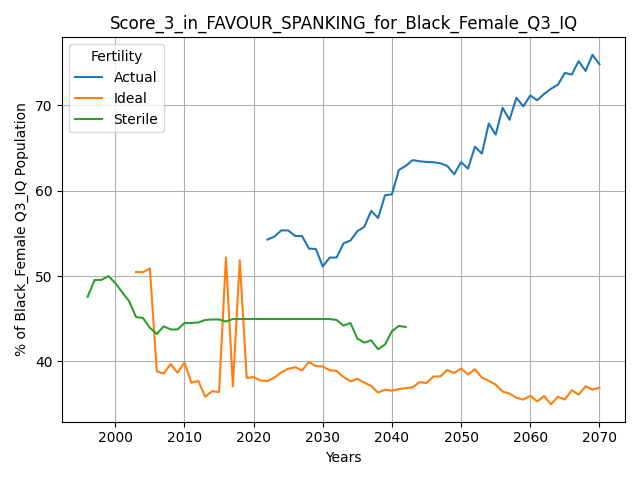 Score_3_in_FAVOUR_SPANKING_for_Black_Female_Q3_IQ
Fertility
Actual
Ideal
Sterile
% of Black_Female Q3_IQ Population
70
60
50
40
2000 2010 2020 2030 2040 2050 2060 2070
Years